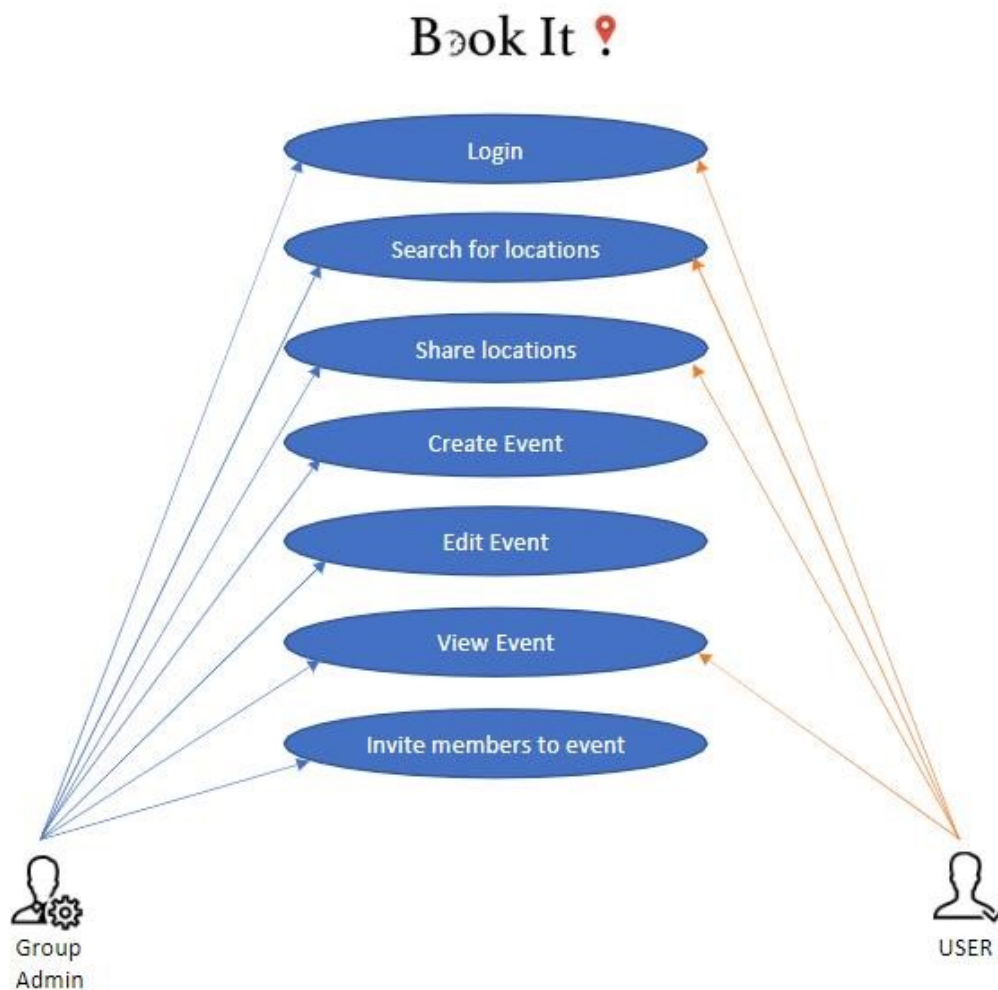 Book It !
Login
Search for locations
Share locations
Create Event
Edit Event
View Event
Invite members to event
Group
Admin
USER